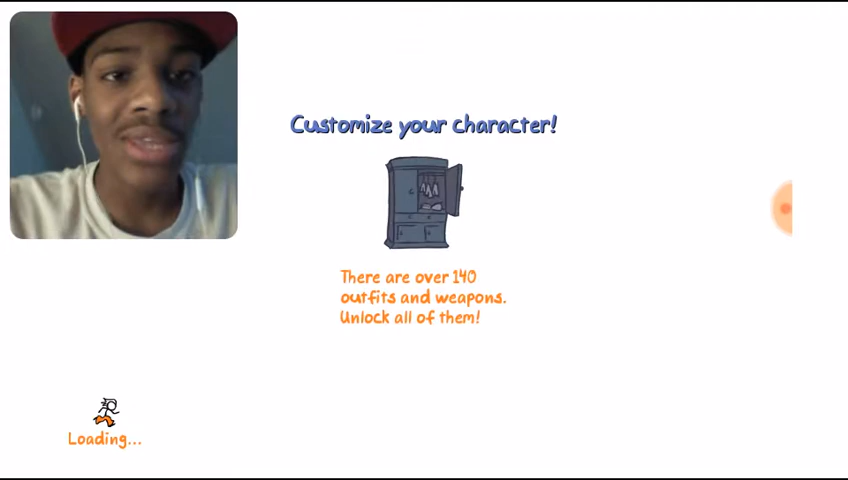 Customize your character!
There are over 140
outfits and weapons.
Unlock all of them!
Loading...